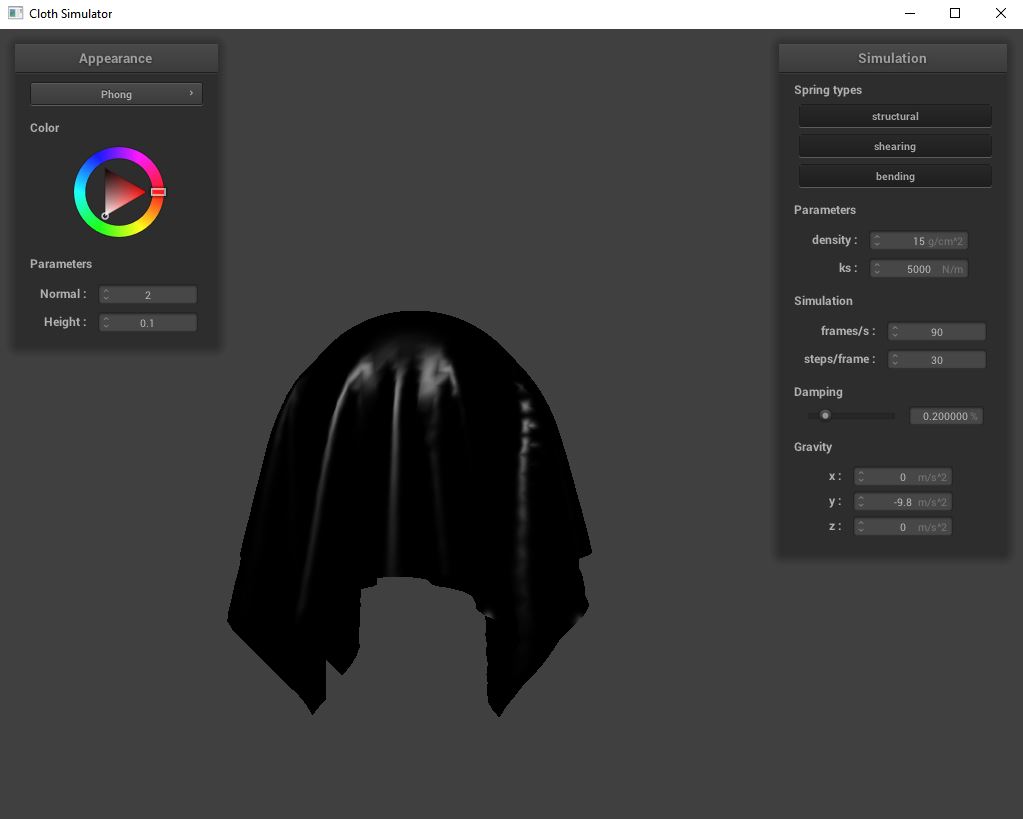 Cloth Simulator
Appearance
Phong
Color
Parameters
Normal : 2
Height : 0.1
Simulation
Spring types
structural
shearing
bending
Parameters
density : 15 g/cm^2
ks : 5000 N/m
Simulation
frames/s : 90
steps/frame : 30
Damping
0.200000 %
Gravity
x : 0 m/s^2
y : -9.8 m/s^2
z : 0 m/s^2